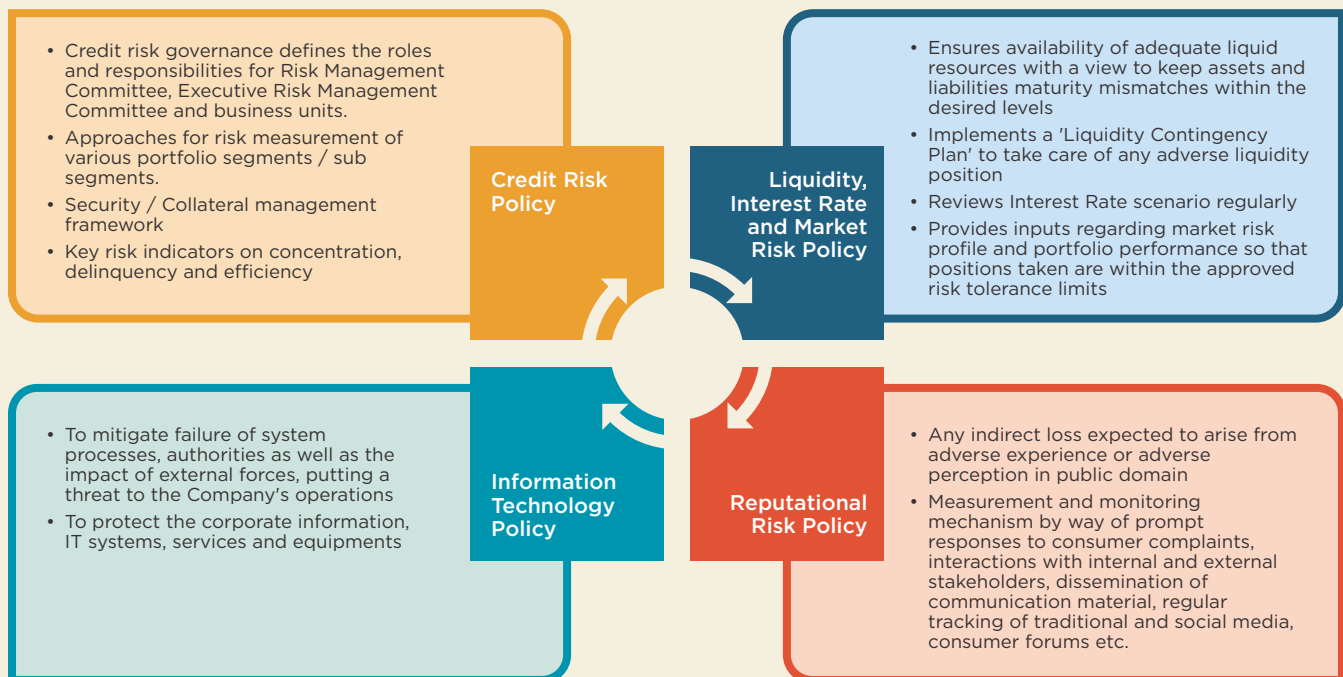 • Credit risk governance defines the roles
and responsibilities for Risk Management
Committee, Executive Risk Management
Committee and business units.
• Approaches for risk measurement of
various portfolio segments / sub
segments.
• Security / Collateral management
framework
• Key risk indicators on concentration,
delinquency and efficiency
Credit Risk
Policy
Liquidity,
Interest Rate
and Market
Risk Policy
• Ensures availability of adequate liquid
resources with a view to keep assets and
liabilities maturity mismatches within the
desired levels
• Implements a 'Liquidity Contingency
Plan' to take care of any adverse liquidity
position
• Reviews Interest Rate scenario regularly
• Provides inputs regarding market risk
profile and portfolio performance so that
positions taken are within the approved
risk tolerance limits
• To mitigate failure of system
processes, authorities as well as the
impact of external forces, putting a
threat to the Company's operations
• To protect the corporate information,
IT systems, services and equipments
Information
Technology
Policy
Reputational
Risk Policy
• Any indirect loss expected to arise from
adverse experience or adverse
perception in public domain
• Measurement and monitoring
mechanism by way of prompt
responses to consumer complaints,
interactions with internal and external
stakeholders, dissemination of
communication material, regular
tracking of traditional and social media,
consumer forums etc.